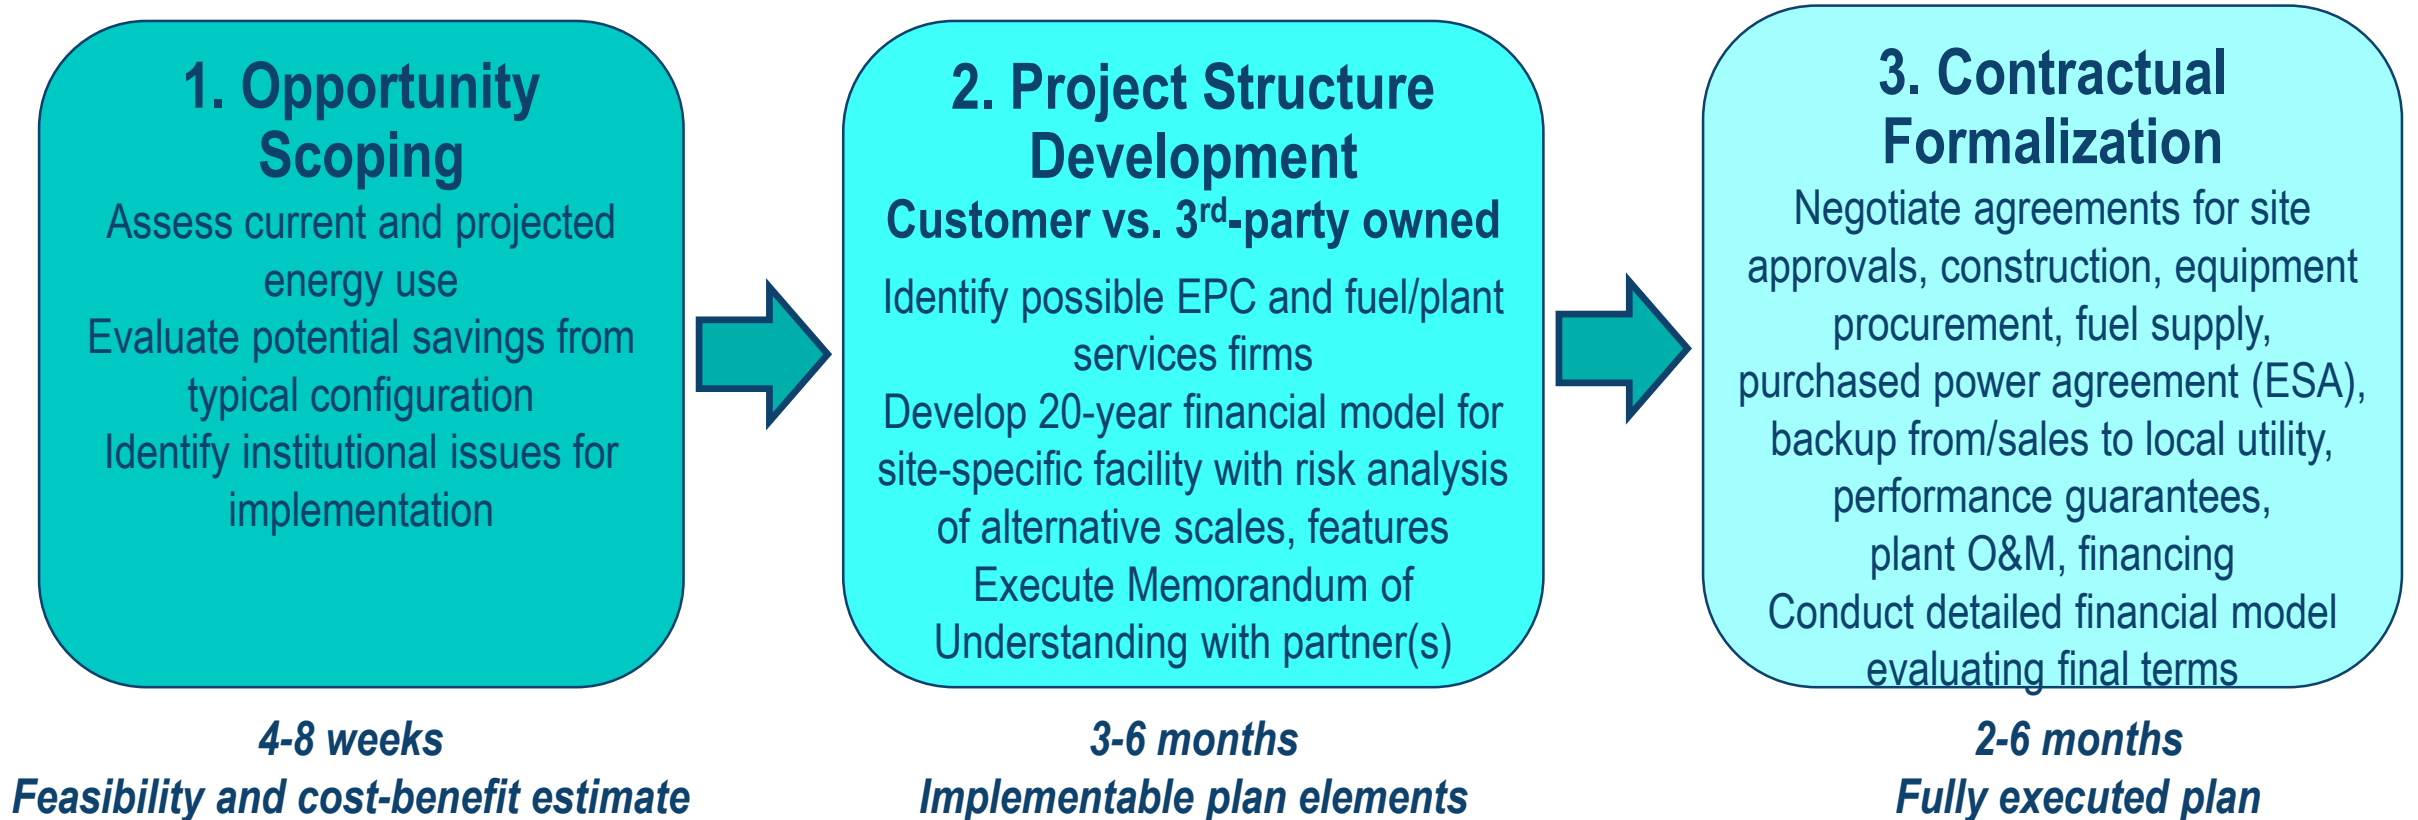 1. Opportunity
Scoping
Assess current and projected
energy use
Evaluate potential savings from
typical configuration
Identify institutional issues for
implementation
4-8 weeks
Feasibility and cost-benefit estimate
2. Project Structure
Development
Customer vs. 3rd-party owned
Identify possible EPC and fuel/plant
services firms
Develop 20-year financial model for
site-specific facility with risk analysis
of alternative scales, features
Execute Memorandum of
Understanding with partner(s)
3-6 months
Implementable plan elements
3. Contractual
Formalization
Negotiate agreements for site
approvals, construction, equipment
procurement, fuel supply,
purchased power agreement (ESA),
backup from/sales to local utility,
performance guarantees,
plant O&M, financing
Conduct detailed financial model
evaluating final terms
2-6 months
Fully executed plan